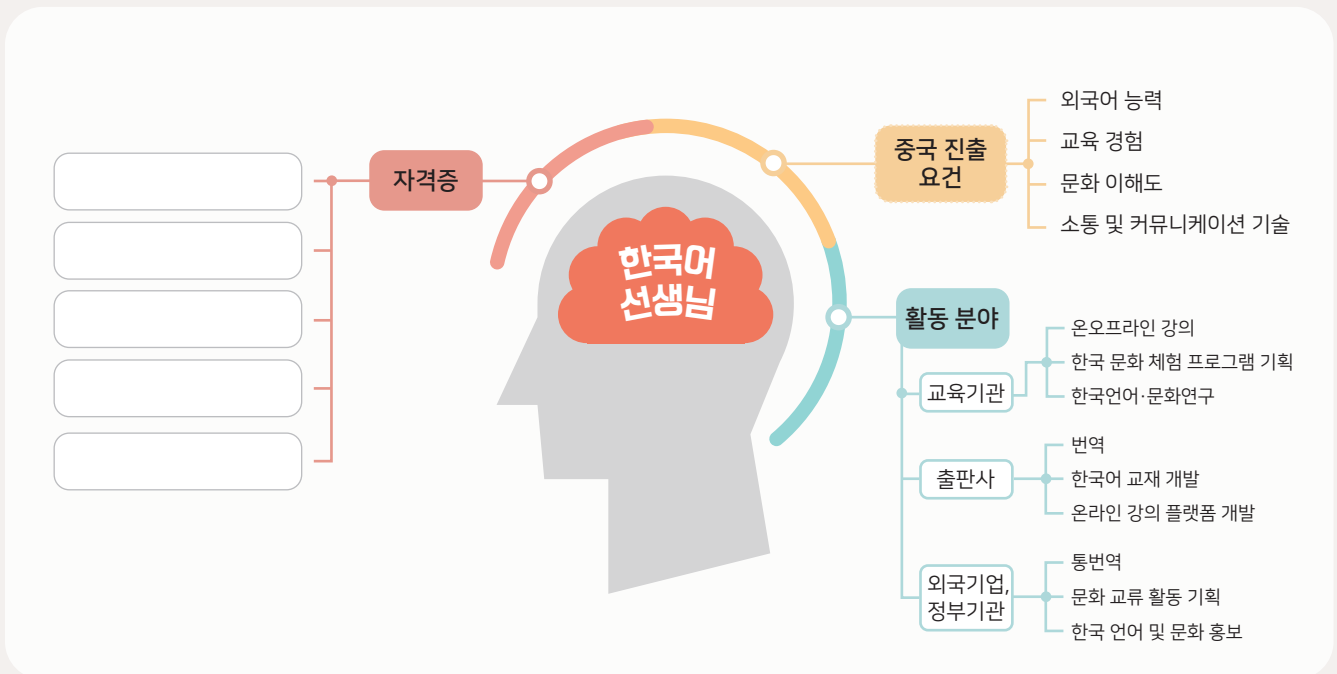 자격증
한국어
선생님
중국 진출
요건
외국어 능력
교육 경험
문화 이해도
소통 및 커뮤니케이션 기술
활동 분야
교육기관
온오프라인 강의
한국 문화 체험 프로그램 기획
한국언어·문화연구
출판사
번역
한국어 교재 개발
온라인 강의 플랫폼 개발
외국기업,
정부기관
통번역
문화 교류 활동 기획
한국 언어 및 문화 홍보